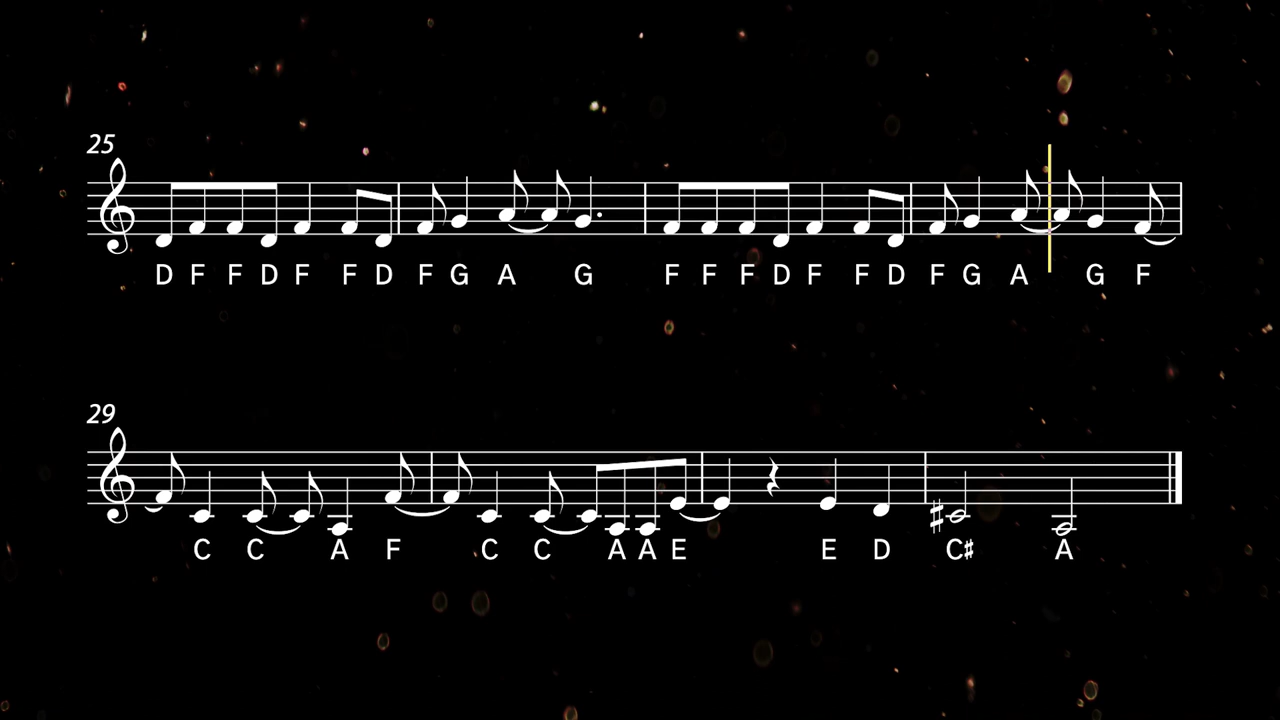 25
D F F D F F D F G A G F F F D F F D F G A G F
29
C C A F C C A A E E D C♯ A